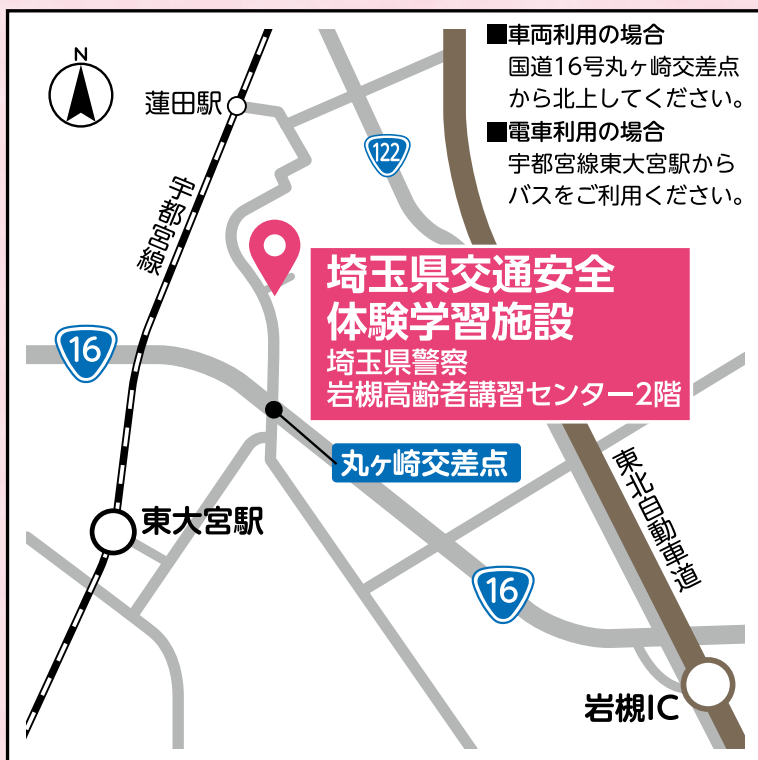 ■車両利用の場合
国道16号丸ヶ崎交差点
から北上してください。
■電車利用の場合
宇都宮線東大宮駅から
バスをご利用ください。
N
蓮田駅
122
宇都宮線
埼玉県交通安全
体験学習施設
埼玉県警察
岩槻高齢者講習センター2階
16
丸ヶ崎交差点
東北自動車道
東大宮駅
16
岩槻IC